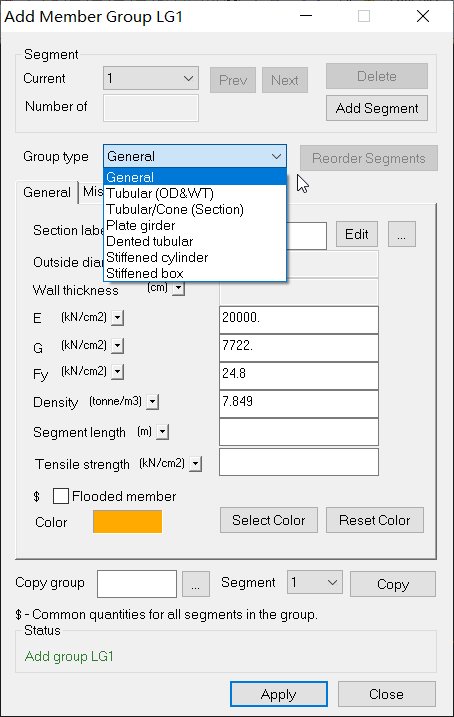 Add Member Group LG1
Segment
Current 1 Prev Next Delete
Number of Add Segment
Group type General Reorder Segments
General
Tubular (OD&WT)
Tubular/Cone (Section)
Plate girder
Dented tubular
Stiffened cylinder
Stiffened box
General Mis
Section labe Edit ...
Outside dia
Wall thickness (cm)
E (kN/cm2) 20000.
G (kN/cm2) 7722.
Fy (kN/cm2) 24.8
Density (tonne/m3) 7.849
Segment length (m)
Tensile strength (kN/cm2)
$ Flooded member
Color Select Color Reset Color
Copy group ... Segment 1 Copy
$ - Common quantities for all segments in the group.
Status
Add group LG1
Apply Close